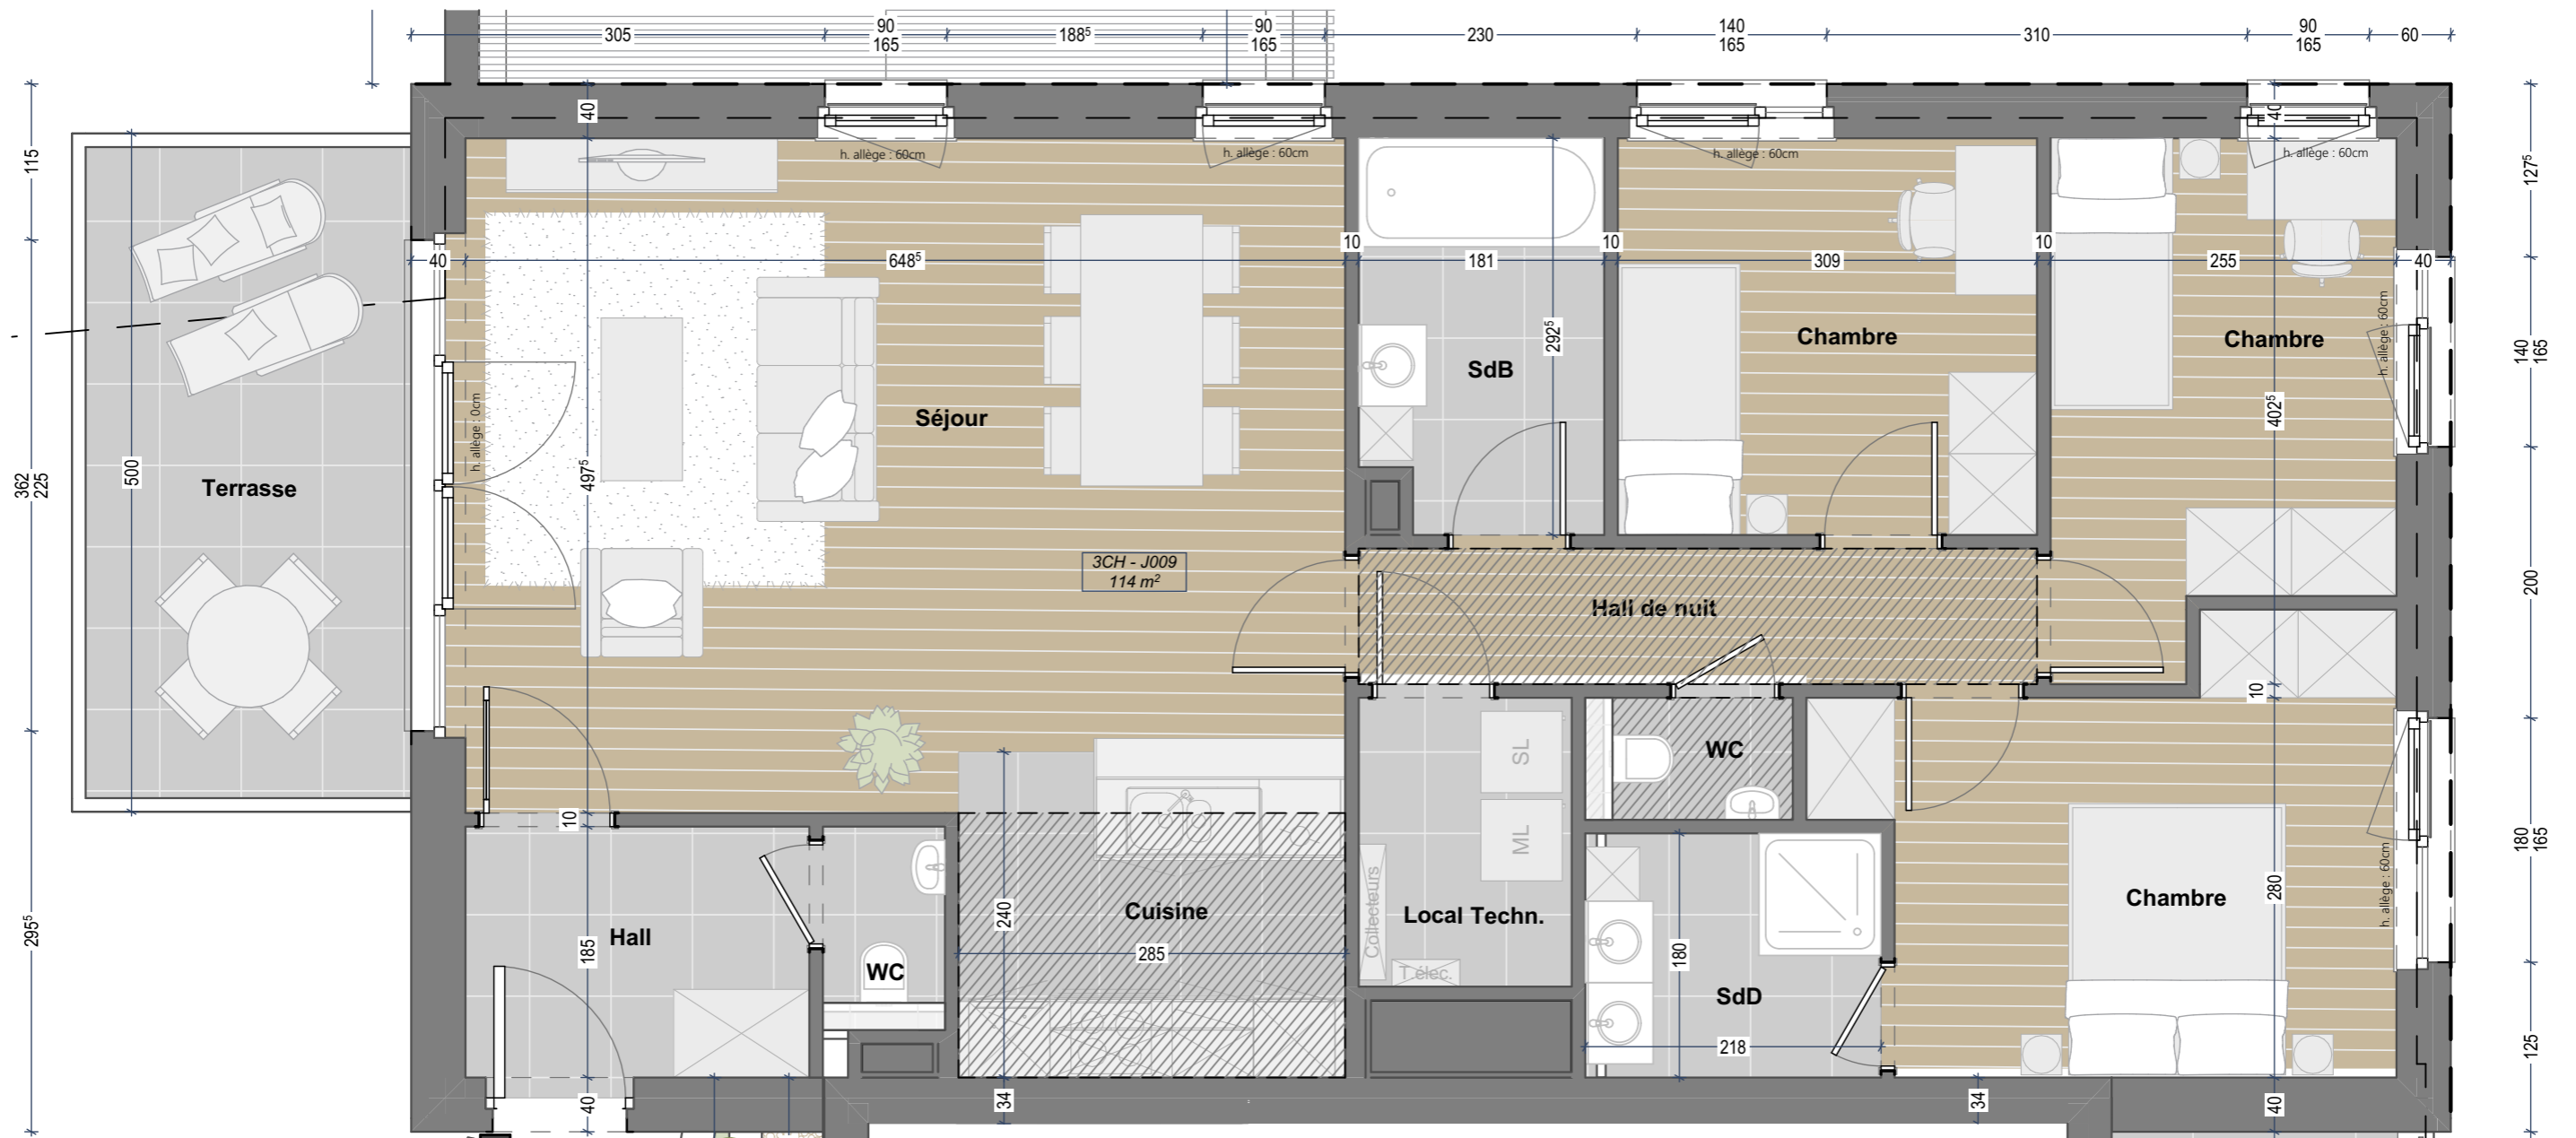 305
90
165
188⁵
90
165
230
140
165
310
90
165
60
115
362
225
295⁵
40
h. allège : 60cm
h. allège : 60cm
h. allège : 60cm
h. allège : 60cm
40
127⁵
140
165
200
180
165
125
40
648⁵
10
181
10
309
10
255
40
500
Terrasse
h. allège : 0cm
497⁵
Séjour
3CH - J009
114 m²
292⁵
SdB
Chambre
Chambre
h. allège : 60cm
402⁵
Hall de nuit
10
10
Hall
185
WC
240
Cuisine
285
SL
ML
Collecteurs
Local Techn.
T.élec.
WC
180
SdD
218
Chambre
280
h. allège : 60cm
40
34
34
40